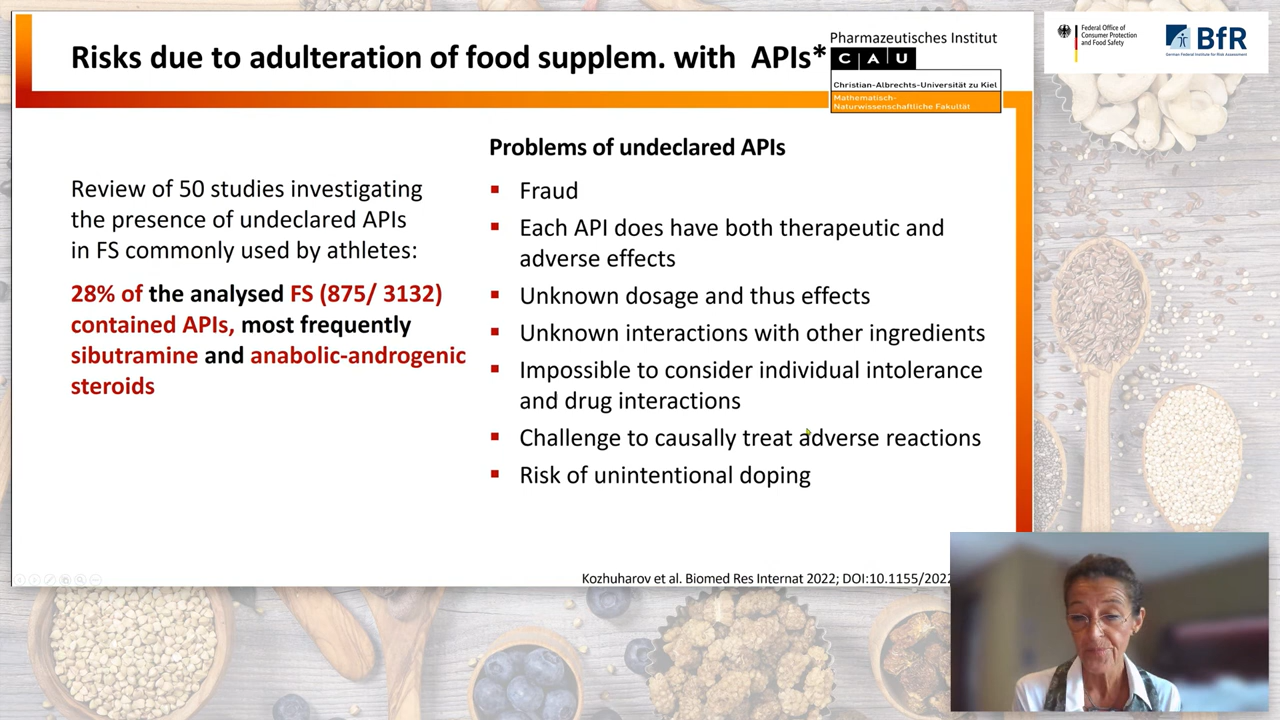 Risks due to adulteration of food supplem. with APIs*
Pharmazeutisches Institut
C A U
Christian-Albrechts-Universität zu Kiel
Mathematisch-
Naturwissenschaftliche Fakultät
Federal Office of
Consumer Protection
and Food Safety
BfR
German Federal Institute for Risk Assessment
Review of 50 studies investigating
the presence of undeclared APIs
in FS commonly used by athletes:
28% of the analysed FS (875/ 3132)
contained APIs, most frequently
sibutramine and anabolic-androgenic
steroids
Problems of undeclared APIs
Fraud
Each API does have both therapeutic and
adverse effects
Unknown dosage and thus effects
Unknown interactions with other ingredients
Impossible to consider individual intolerance
and drug interactions
Challenge to causally treat adverse reactions
Risk of unintentional doping
Kozhuharov et al. Biomed Res Internat 2022; DOI:10.1155/2022